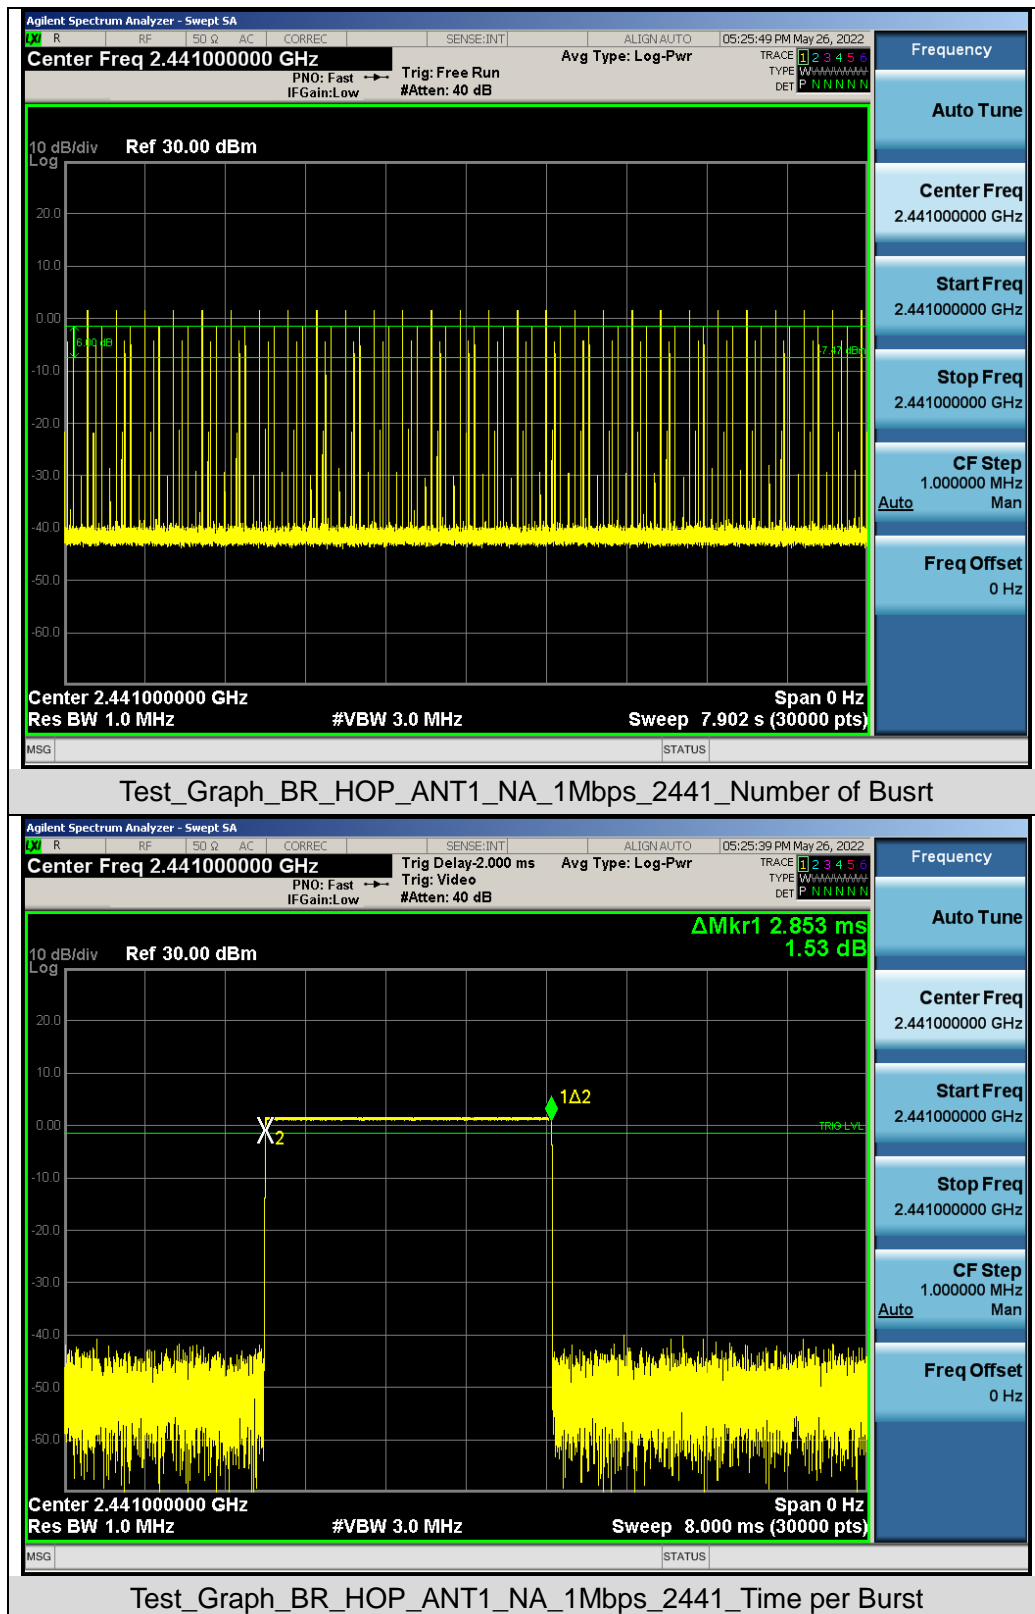 Agilent Spectrum Analyzer - Swept SA
LXI R RF 50 Ω AC CORREC SENSE:INT ALIGN AUTO 05:25:49 PM May 26, 2022
Center Freq 2.441000000 GHz Avg Type: Log-Pwr TRACE 1 2 3 4 5 6
PNO: Fast Trig: Free Run TYPE W
IFGain:Low #Atten: 40 dB DET P N N N N N
Frequency
Auto Tune
Center Freq
2.441000000 GHz
Start Freq
2.441000000 GHz
Stop Freq
2.441000000 GHz
CF Step
1.000000 MHz
Auto Man
Freq Offset
0 Hz
10 dB/div Ref 30.00 dBm
Log
20.0
10.0
0.00
6.00 dB -7.47 dBm
-10.0
-20.0
-30.0
-40.0
-50.0
-60.0
Center 2.441000000 GHz Span 0 Hz
Res BW 1.0 MHz #VBW 3.0 MHz Sweep 7.902 s (30000 pts)
MSG STATUS
Test_Graph_BR_HOP_ANT1_NA_1Mbps_2441_Number of Busrt
Agilent Spectrum Analyzer - Swept SA
LXI R RF 50 Ω AC CORREC SENSE:INT ALIGN AUTO 05:25:39 PM May 26, 2022
Center Freq 2.441000000 GHz Trig Delay-2.000 ms Avg Type: Log-Pwr TRACE 1 2 3 4 5 6
PNO: Fast Trig: Video TYPE W
IFGain:Low #Atten: 40 dB DET P N N N N N
Frequency
Auto Tune
Center Freq
2.441000000 GHz
Start Freq
2.441000000 GHz
Stop Freq
2.441000000 GHz
CF Step
1.000000 MHz
Auto Man
Freq Offset
0 Hz
ΔMkr1 2.853 ms
1.53 dB
10 dB/div Ref 30.00 dBm
Log
20.0
10.0
1Δ2
0.00
TRIG LVL
2
-10.0
-20.0
-30.0
-40.0
-50.0
-60.0
Center 2.441000000 GHz Span 0 Hz
Res BW 1.0 MHz #VBW 3.0 MHz Sweep 8.000 ms (30000 pts)
MSG STATUS
Test_Graph_BR_HOP_ANT1_NA_1Mbps_2441_Time per Burst